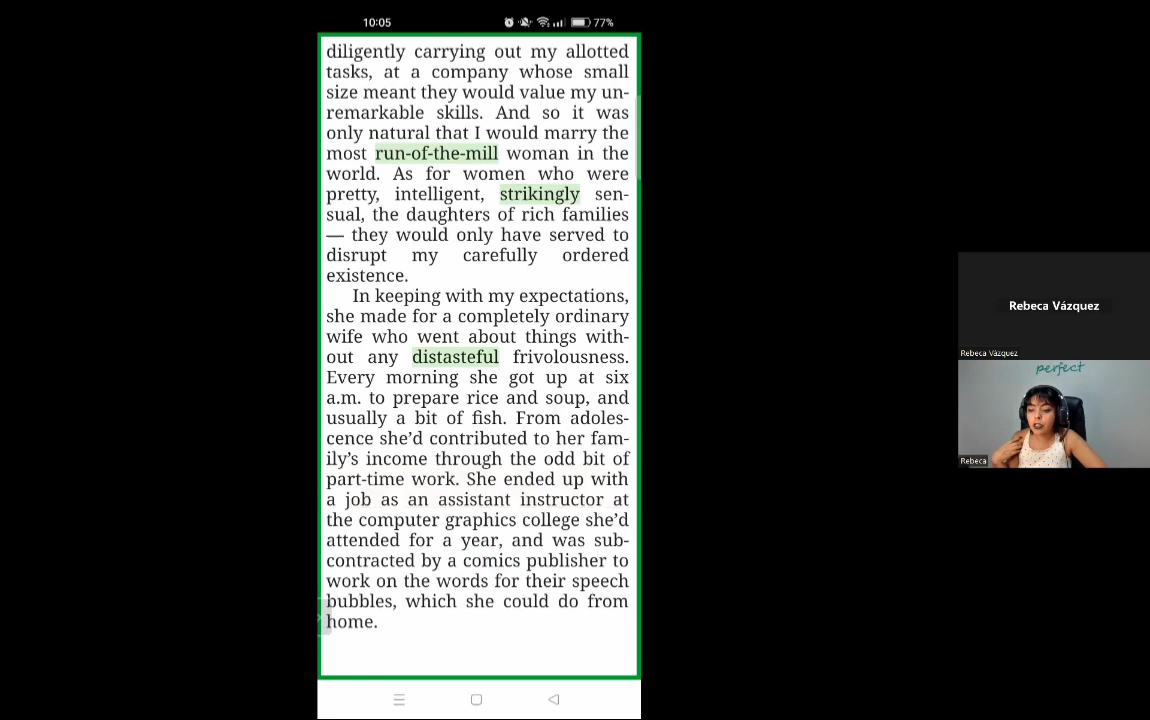 10:05
77%
diligently carrying out my allotted
tasks, at a company whose small
size meant they would value my un-
remarkable skills. And so it was
only natural that I would marry the
most run-of-the-mill woman in the
world. As for women who were
pretty, intelligent, strikingly sen-
sual, the daughters of rich families
— they would only have served to
disrupt my carefully ordered
existence.
In keeping with my expectations,
she made for a completely ordinary
wife who went about things with-
out any distasteful frivolousness.
Every morning she got up at six
a.m. to prepare rice and soup, and
usually a bit of fish. From adoles-
cence she’d contributed to her fam-
ily’s income through the odd bit of
part-time work. She ended up with
a job as an assistant instructor at
the computer graphics college she’d
attended for a year, and was sub-
contracted by a comics publisher to
work on the words for their speech
bubbles, which she could do from
home.
Rebeca Vázquez
Rebeca Vázquez
perfect
Rebeca